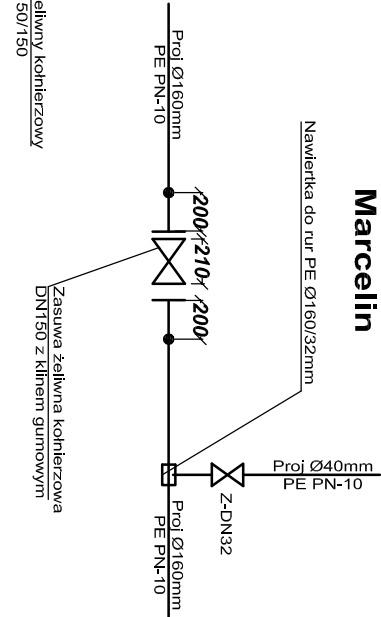 Marcelin
Nawiertka do rur PE Ø160/32mm
Proj Ø160mm
PE PN-10
200
210
200
Proj Ø40mm
PE PN-10
Z-DN32
Proj Ø160mm
PE PN-10
Zasuwa żeliwna kołnierzowa
DN150 z klinem gumowym
eliwny kołnierzowy
50/150